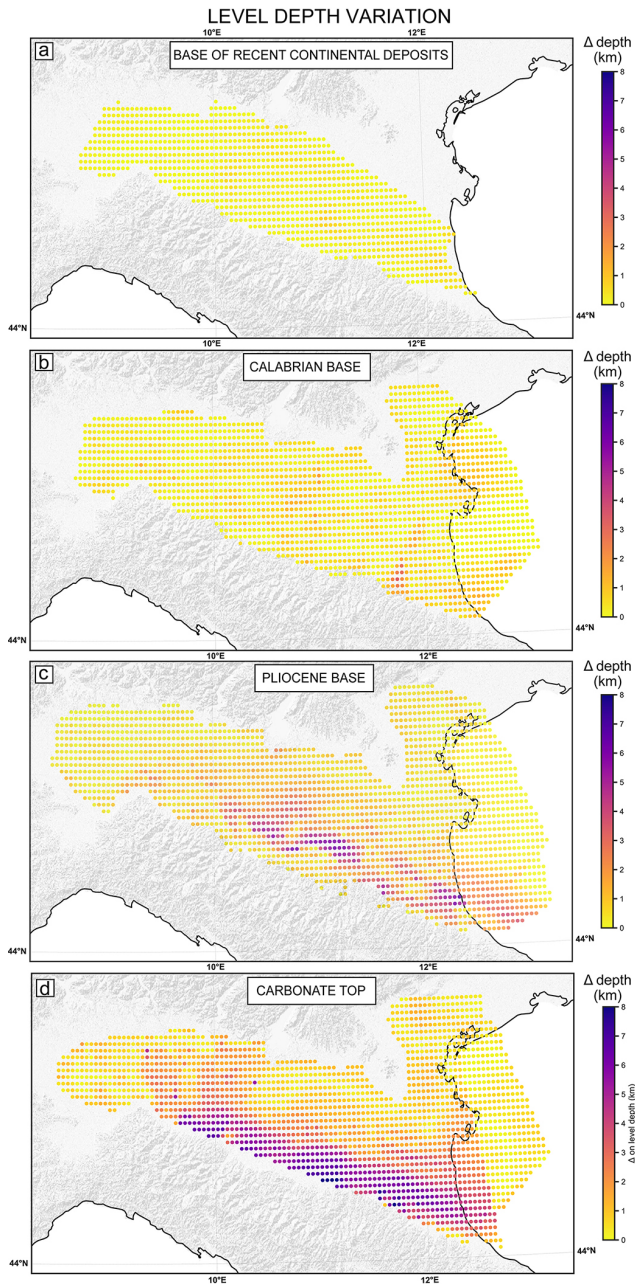 LEVEL DEPTH VARIATION
10°E 12°E
a
BASE OF RECENT CONTINENTAL DEPOSITS
Δ depth
(km)
8
7
6
5
4
3
2
1
0
44°N
44°N
10°E 12°E
b
CALABRIAN BASE
Δ depth
(km)
8
7
6
5
4
3
2
1
0
44°N
44°N
10°E 12°E
c
PLIOCENE BASE
Δ depth
(km)
8
7
6
5
4
3
2
1
0
44°N
44°N
10°E 12°E
d
CARBONATE TOP
Δ depth
(km)
8
7
6
5
4
3
2
1
0
Δ on level depth (km)
44°N
44°N
10°E 12°E